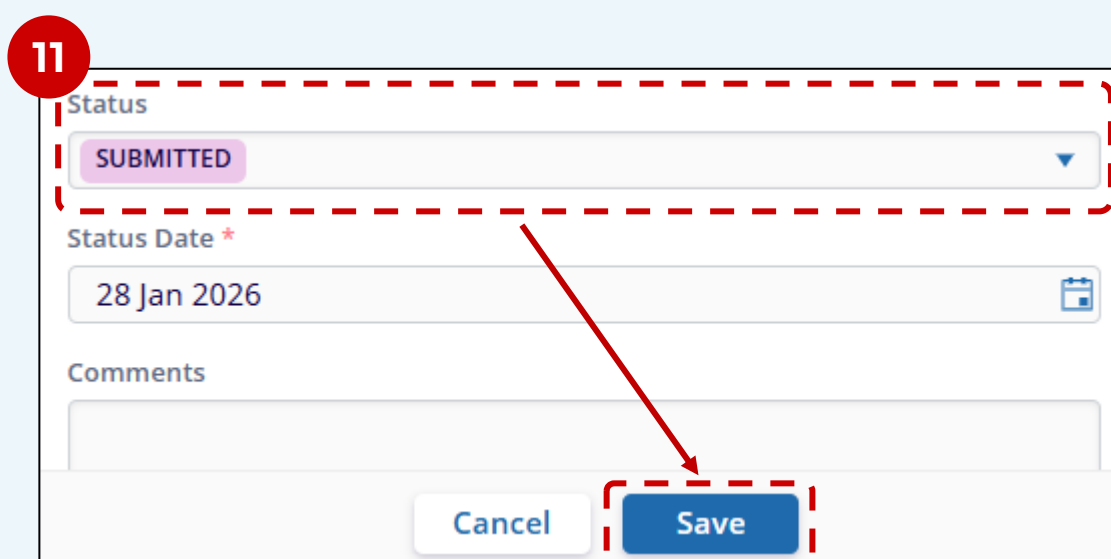 11
Status
SUBMITTED
Status Date *
28 Jan 2026
Comments
Cancel Save